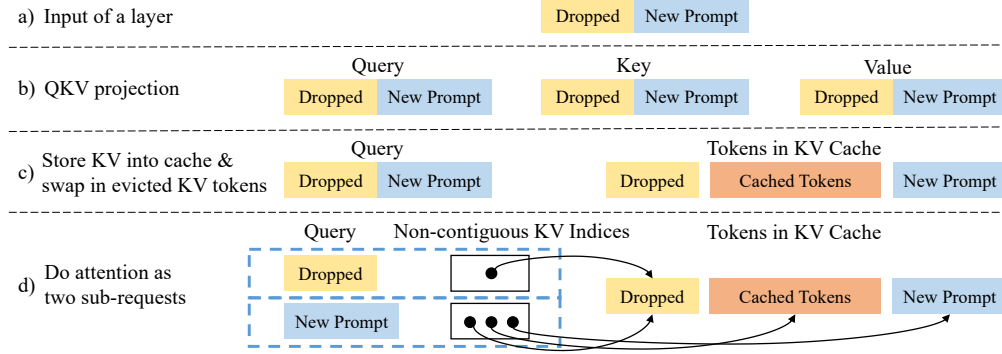 a) Input of a layer
Dropped New Prompt
Query Key Value
b) QKV projection
Dropped New Prompt Dropped New Prompt Dropped New Prompt
Query Tokens in KV Cache
c) Store KV into cache &
swap in evicted KV tokens
Dropped New Prompt Dropped Cached Tokens New Prompt
Query Non-contiguous KV Indices Tokens in KV Cache
d) Do attention as
two sub-requests
Dropped
New Prompt
Dropped Cached Tokens New Prompt